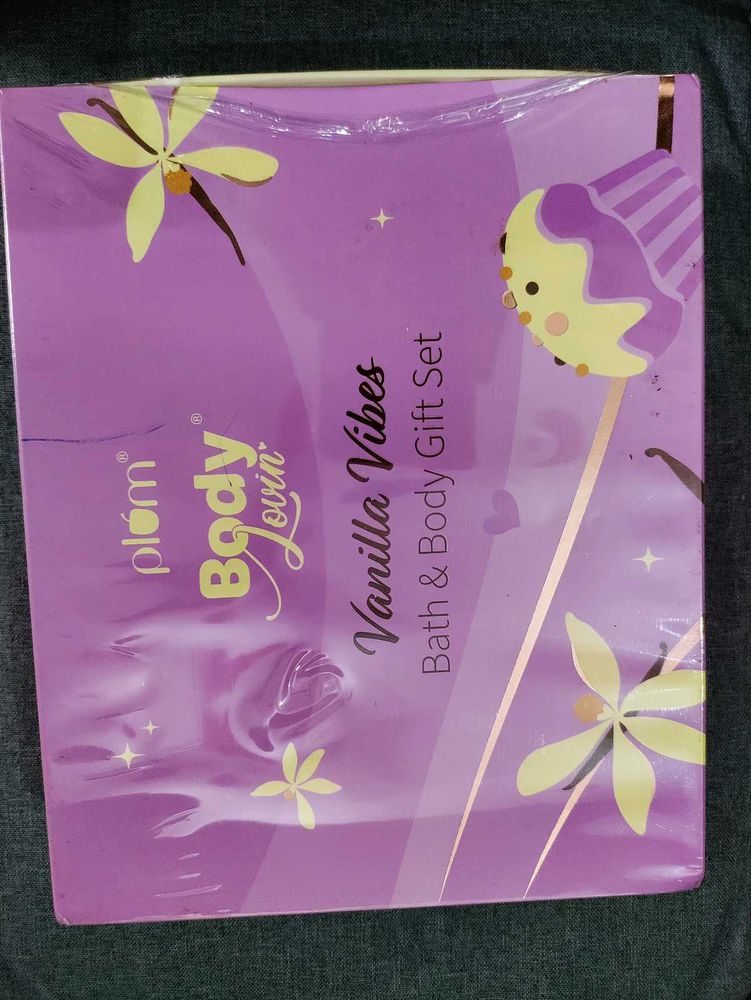 plum®
Body®
Lovin'
Vanilla Vibes
Bath & Body Gift Set